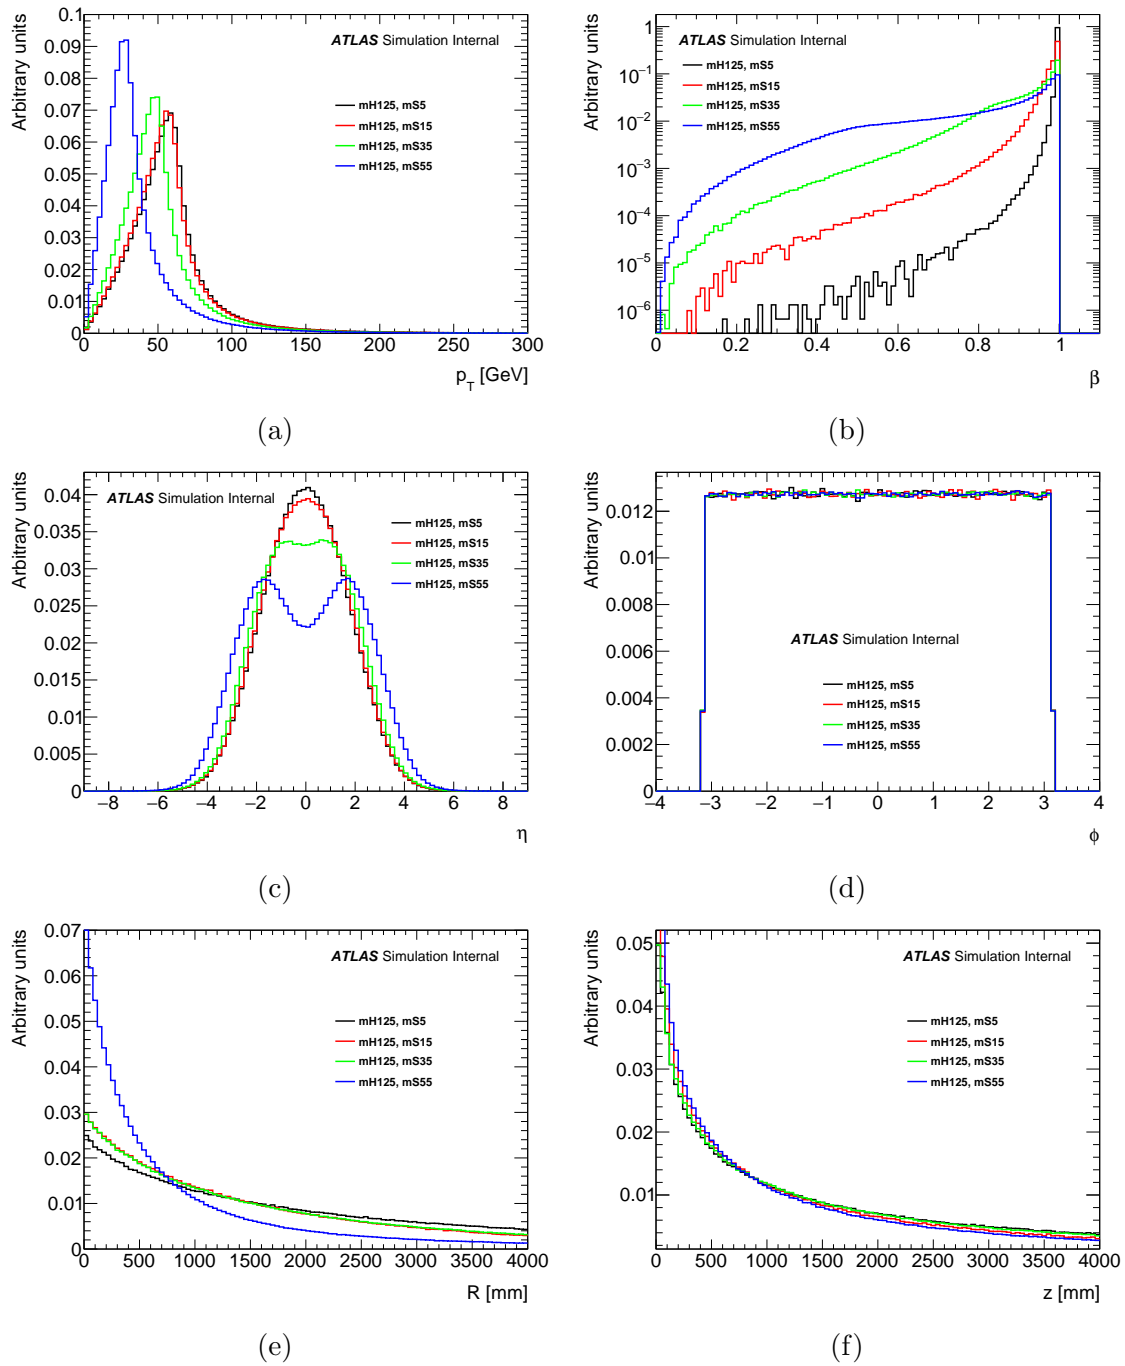 Arbitrary units
0.1
0.09
0.08
0.07
0.06
0.05
0.04
0.03
0.02
0.01
0
0 50 100 150 200 250 300
p_T [GeV]
ATLAS Simulation Internal
mH125, mS5
mH125, mS15
mH125, mS35
mH125, mS55
(a)
Arbitrary units
10⁻¹
10⁻²
10⁻³
10⁻⁴
10⁻⁵
10⁻⁶
0 0.2 0.4 0.6 0.8 1
β
ATLAS Simulation Internal
mH125, mS5
mH125, mS15
mH125, mS35
mH125, mS55
(b)
Arbitrary units
0.04
0.035
0.03
0.025
0.02
0.015
0.01
0.005
0
−8 −6 −4 −2 0 2 4 6 8
η
ATLAS Simulation Internal
mH125, mS5
mH125, mS15
mH125, mS35
mH125, mS55
(c)
Arbitrary units
0.012
0.01
0.008
0.006
0.004
0.002
0
−4 −3 −2 −1 0 1 2 3 4
ϕ
ATLAS Simulation Internal
mH125, mS5
mH125, mS15
mH125, mS35
mH125, mS55
(d)
Arbitrary units
0.07
0.06
0.05
0.04
0.03
0.02
0.01
0
0 500 1000 1500 2000 2500 3000 3500 4000
R [mm]
ATLAS Simulation Internal
mH125, mS5
mH125, mS15
mH125, mS35
mH125, mS55
(e)
Arbitrary units
0.05
0.04
0.03
0.02
0.01
0 500 1000 1500 2000 2500 3000 3500 4000
z [mm]
ATLAS Simulation Internal
mH125, mS5
mH125, mS15
mH125, mS35
mH125, mS55
(f)